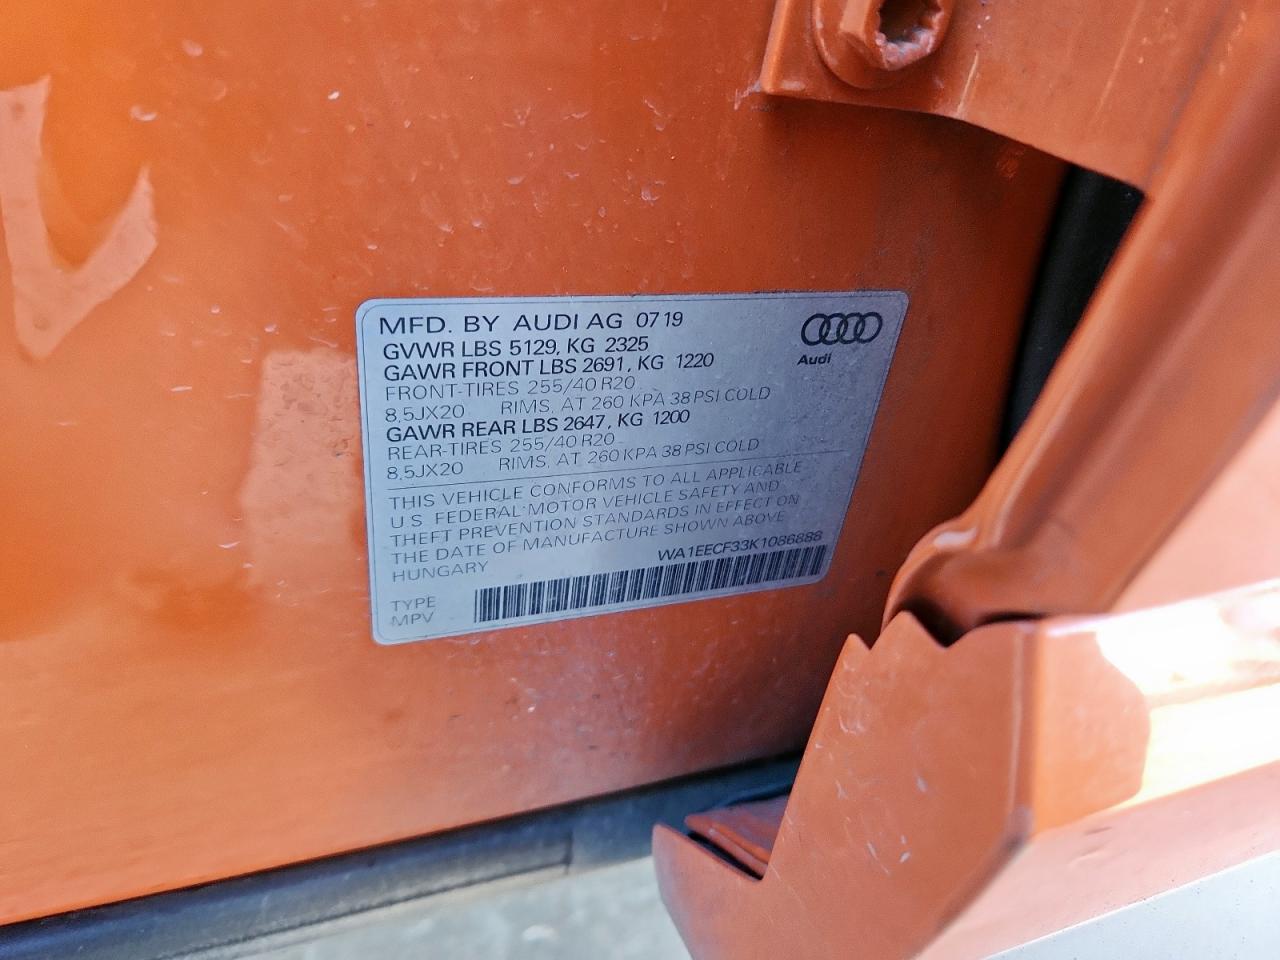 MFD. BY AUDI AG 07 19
GVWR LBS 5129, KG 2325
GAWR FRONT LBS 2691, KG 1220
FRONT-TIRES 255/40 R20
8,5JX20 RIMS, AT 260 KPA 38 PSI COLD
GAWR REAR LBS 2647, KG 1200
REAR-TIRES 255/40 R20
8,5JX20 RIMS, AT 260 KPA 38 PSI COLD
THIS VEHICLE CONFORMS TO ALL APPLICABLE
U S FEDERAL MOTOR VEHICLE SAFETY AND
THEFT PREVENTION STANDARDS IN EFFECT ON
THE DATE OF MANUFACTURE SHOWN ABOVE
HUNGARY
WA1EECF33K1086888
TYPE
MPV
Audi